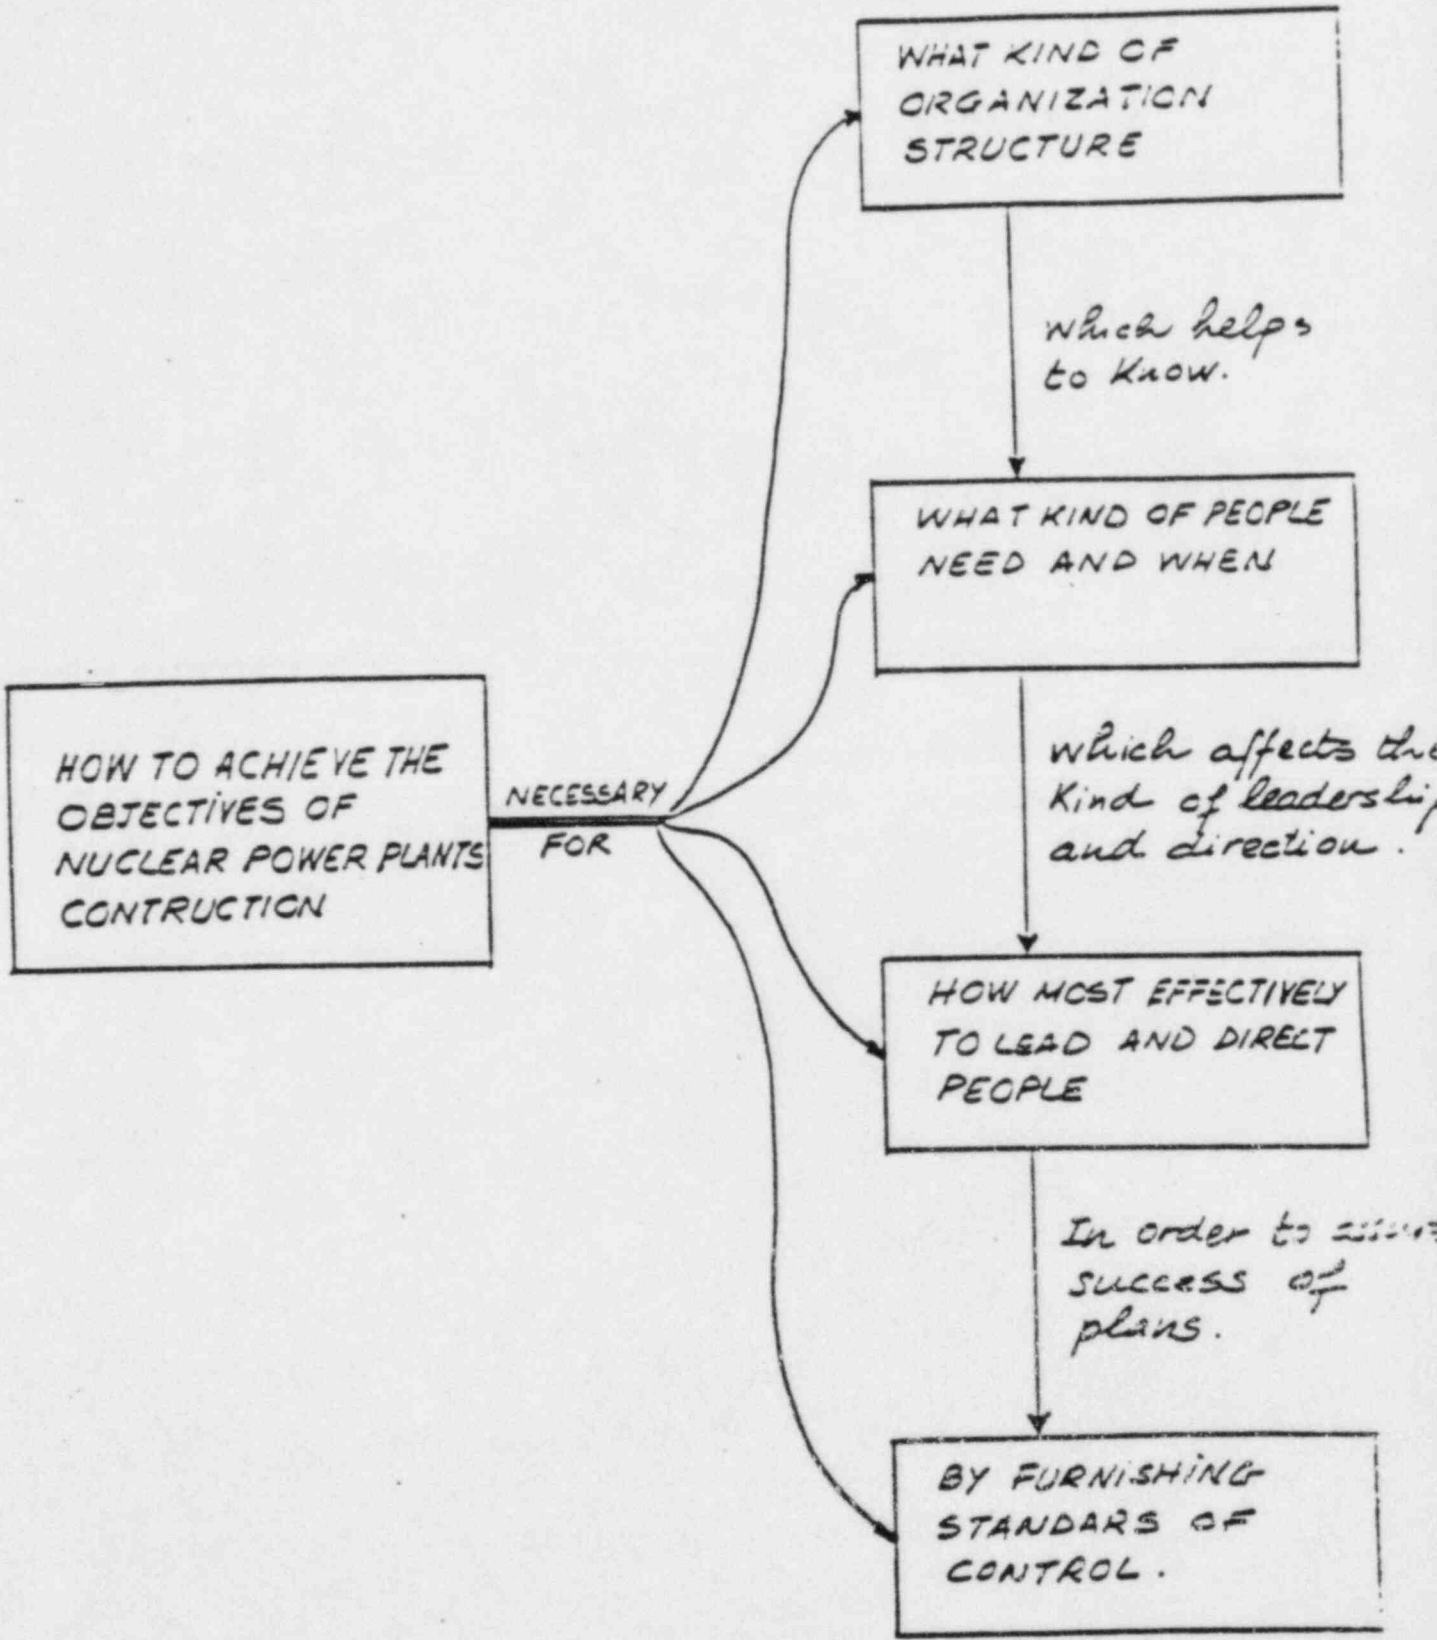 WHAT KIND OF
ORGANIZATION
STRUCTURE
which helps
to Know.
WHAT KIND OF PEOPLE
NEED AND WHEN
HOW TO ACHIEVE THE
OBJECTIVES OF
NUCLEAR POWER PLANTS
CONTRUCTION
NECESSARY
FOR
which affects the
Kind of leadership
and direction.
HOW MOST EFFECTIVELY
TO LEAD AND DIRECT
PEOPLE
In order to
success of
plans.
BY FURNISHING
STANDARS OF
CONTROL.